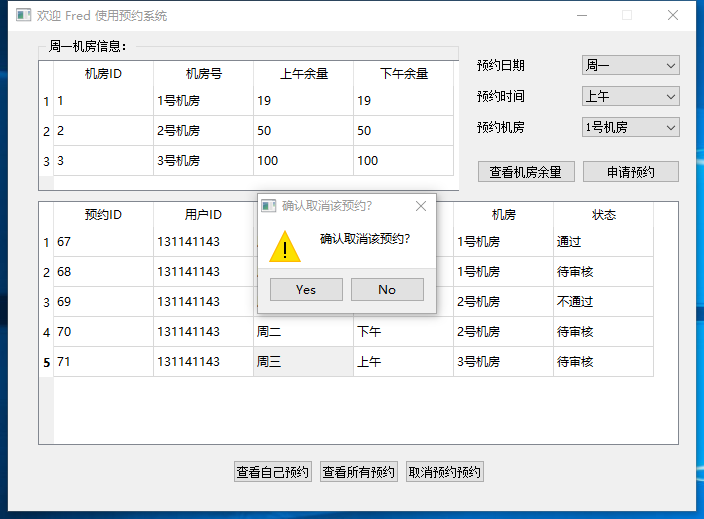 欢迎 Fred 使用预约系统
周一机房信息：
机房ID 机房号 上午余量 下午余量
1 1 1号机房 19 19
2 2 2号机房 50 50
3 3 3号机房 100 100
预约日期 周一
预约时间 上午
预约机房 1号机房
查看机房余量 申请预约
预约ID 用户ID 机房 状态
1 67 131141143 1号机房 通过
2 68 131141143 1号机房 待审核
3 69 131141143 2号机房 不通过
4 70 131141143 周二 下午 2号机房 待审核
5 71 131141143 周三 上午 3号机房 待审核
确认取消该预约?
确认取消该预约?
Yes No
查看自己预约 查看所有预约 取消预约预约